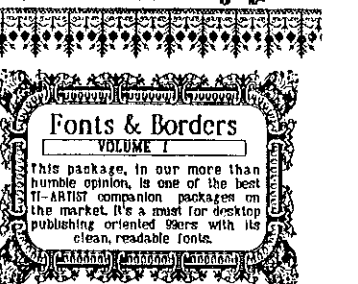 Fonts & Borders
VOLUME I
This package, in our more than
humble opinion, is one of the best
TI-ARTIST companion packages on
the market. It's a must for desktop
publishing oriented 99ers with its
clean, readable fonts.